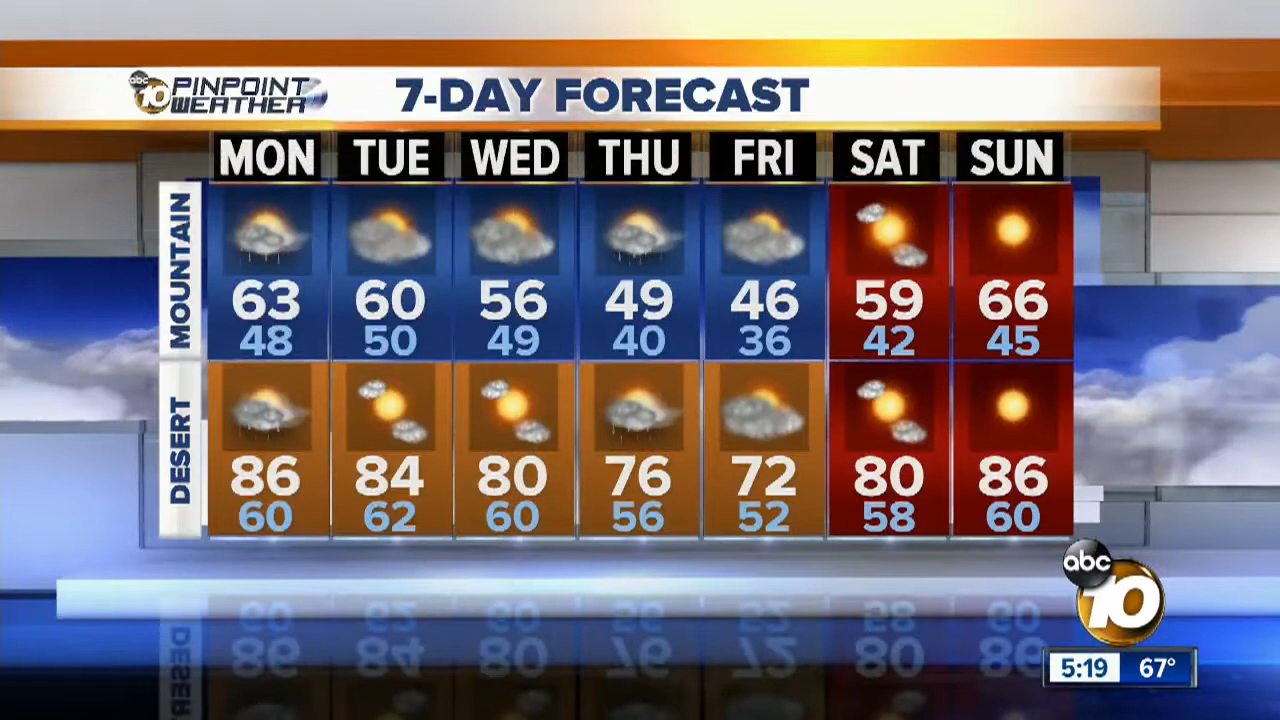 abc 10 PINPOINT WEATHER 7-DAY FORECAST
MON TUE WED THU FRI SAT SUN
MOUNTAIN
63 60 56 49 46 59 66
48 50 49 40 36 42 45
DESERT
86 84 80 76 72 80 86
60 62 60 56 52 58 60
abc
10
5:19 67°